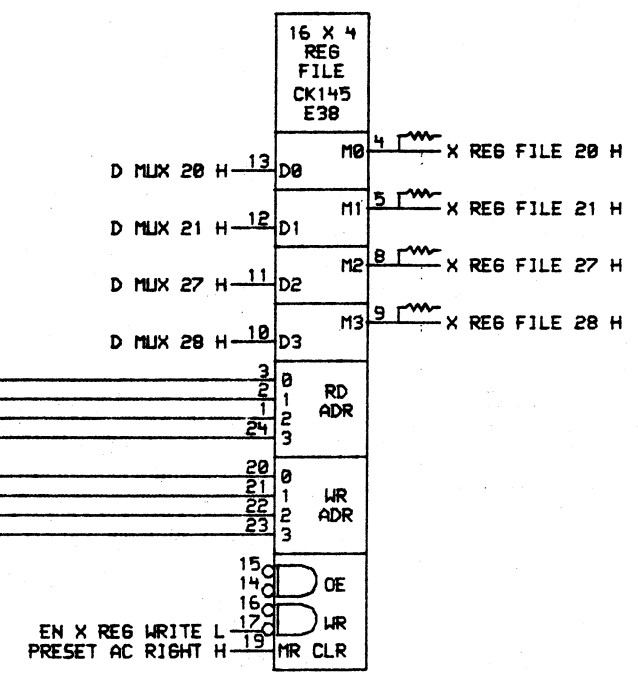 16 X 4
REG
FILE
CK145
E38
M0 4 X REG FILE 20 H
D MUX 20 H 13 D0
M1 5 X REG FILE 21 H
D MUX 21 H 12 D1
M2 8 X REG FILE 27 H
D MUX 27 H 11 D2
M3 9 X REG FILE 28 H
D MUX 28 H 10 D3
3 0
2 1 RD
1 2 ADR
24 3
20 0
21 1 WR
22 2 ADR
23 3
15
14 OE
16
EN X REG WRITE L 17 WR
PRESET AC RIGHT H 19 MR CLR